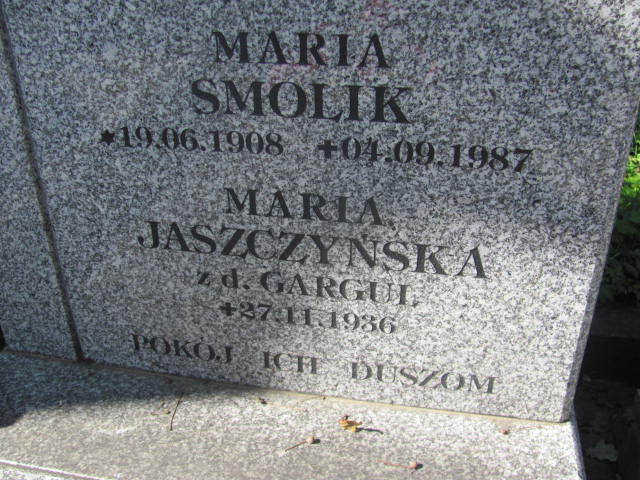 MARIA
SMOLIK
*19.06.1908 +04.09.1987
MARIA
JASZCZYŃSKA
z d. GARGUL
+27.11.1936
POKÓJ ICH DUSZOM